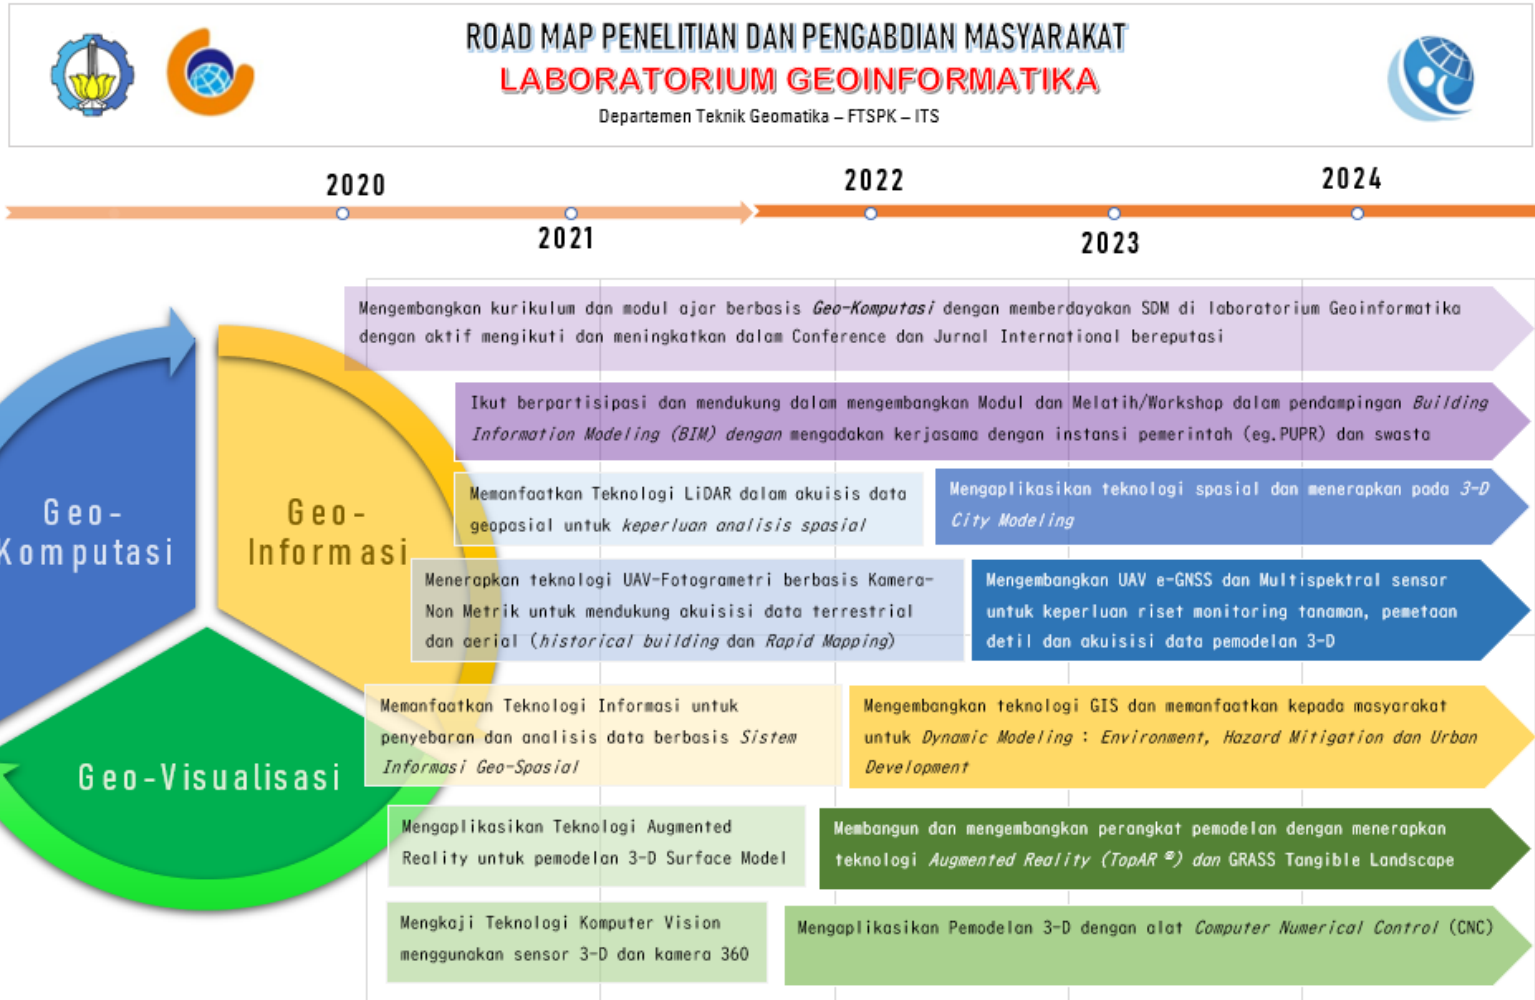 ROAD MAP PENELITIAN DAN PENGABDIAN MASYARAKAT
LABORATORIUM GEOINFORMATIKA
Departemen Teknik Geomatika – FTSPK – ITS
2020
2021
2022
2023
2024
Geo-
Komputasi
Geo-
Informasi
Geo-Visualisasi
Mengembangkan kurikulum dan modul ajar berbasis Geo-Komputasi dengan memberdayakan SDM di laboratorium Geoinformatika
dengan aktif mengikuti dan meningkatkan dalam Conference dan Jurnal International bereputasi
Ikut berpartisipasi dan mendukung dalam mengembangkan Modul dan Melatih/Workshop dalam pendampingan Building
Information Modeling (BIM) dengan mengadakan kerjasama dengan instansi pemerintah (eg.PUPR) dan swasta
Memanfaatkan Teknologi LiDAR dalam akuisis data
geopasial untuk keperluan analisis spasial
Mengaplikasikan teknologi spasial dan menerapkan pada 3-D
City Modeling
Menerapkan teknologi UAV-Fotogrametri berbasis Kamera-
Non Metrik untuk mendukung akuisisi data terrestrial
dan aerial (historical building dan Rapid Mapping)
Mengembangkan UAV e-GNSS dan Multispektral sensor
untuk keperluan riset monitoring tanaman, pemetaan
detil dan akuisisi data pemodelan 3-D
Memanfaatkan Teknologi Informasi untuk
penyebaran dan analisis data berbasis Sistem
Informasi Geo-Spasial
Mengembangkan teknologi GIS dan memanfaatkan kepada masyarakat
untuk Dynamic Modeling : Environment, Hazard Mitigation dan Urban
Development
Mengaplikasikan Teknologi Augmented
Reality untuk pemodelan 3-D Surface Model
Membangun dan mengembangkan perangkat pemodelan dengan menerapkan
teknologi Augmented Reality (TopAR ®) dan GRASS Tangible Landscape
Mengkaji Teknologi Komputer Vision
menggunakan sensor 3-D dan kamera 360
Mengaplikasikan Pemodelan 3-D dengan alat Computer Numerical Control (CNC)